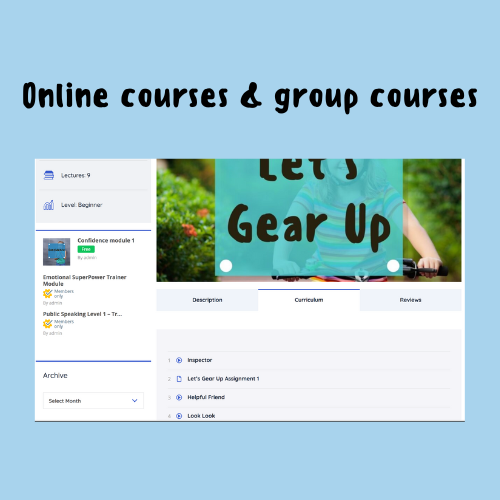 Online courses & group courses
Lectures: 9
Level: Beginner
Confidence module 1
Free
By admin
Emotional SuperPower Trainer
Module
Members
only
By admin
Public Speaking Level 1 – Tr...
Members
only
By admin
Archive
Select Month
Let's
Gear Up
Description Curriculum Reviews
1 Inspector
2 Let's Gear Up Assignment 1
3 Helpful Friend
4 Look Look